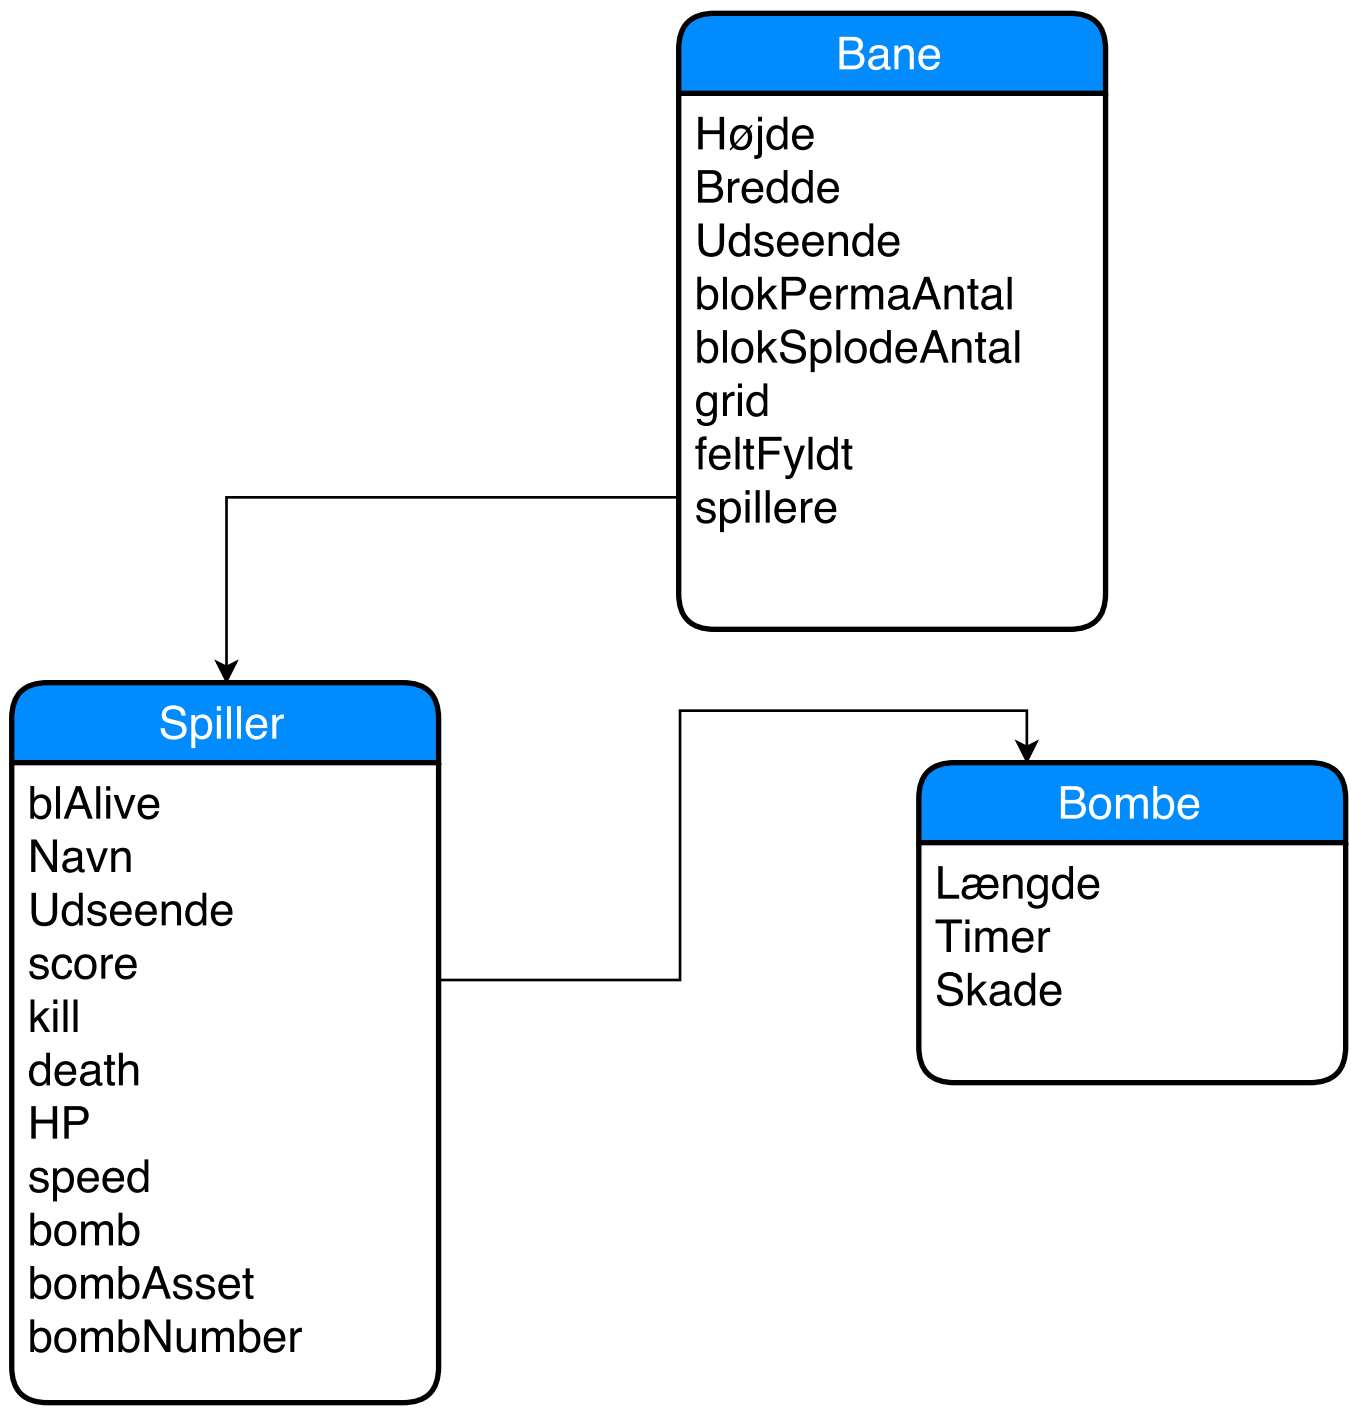 Bane
Højde
Bredde
Udseende
blokPermaAntal
blokSplodeAntal
grid
feltFyldt
spillere
Spiller
blAlive
Navn
Udseende
score
kill
death
HP
speed
bomb
bombAsset
bombNumber
Bombe
Længde
Timer
Skade